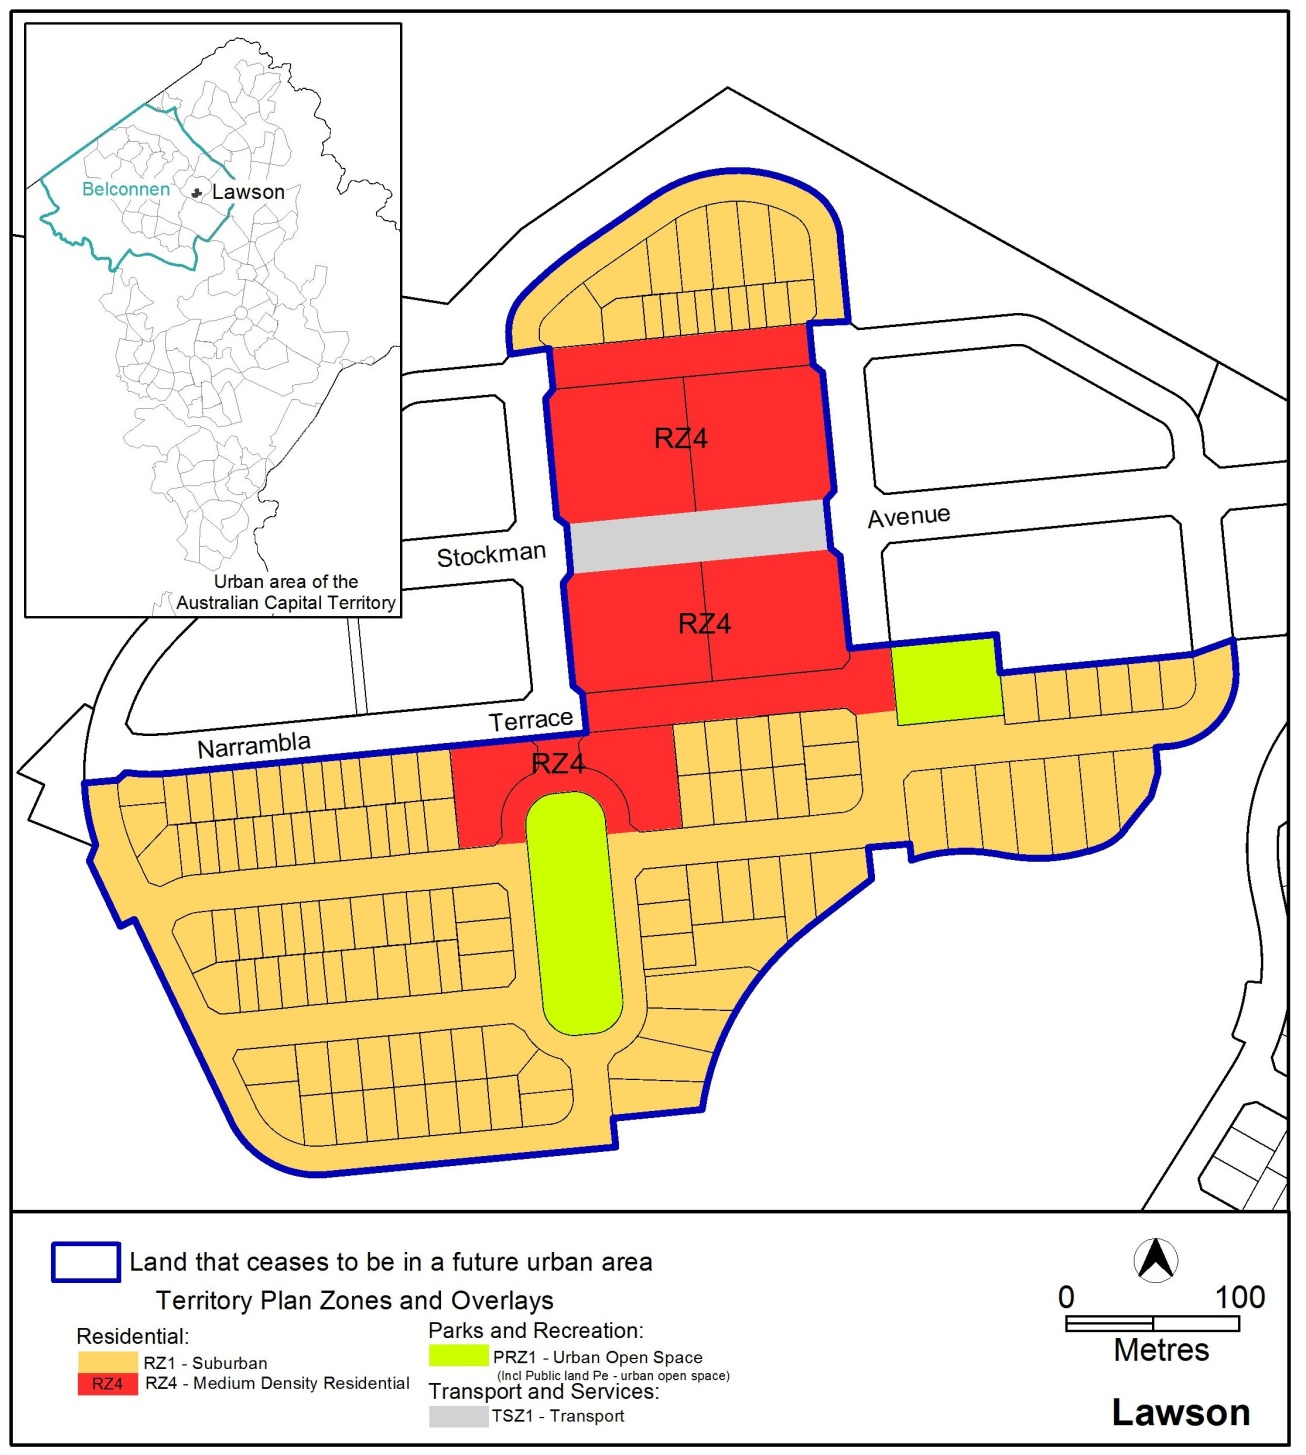 Belconnen
Lawson
Urban area of the
Australian Capital Territory
RZ4
Avenue
Stockman
RZ4
Terrace
Narrambla
RZ4
Land that ceases to be in a future urban area
Territory Plan Zones and Overlays
Residential:
RZ1 - Suburban
RZ4 RZ4 - Medium Density Residential
Parks and Recreation:
PRZ1 - Urban Open Space
(Incl Public land Pe - urban open space)
Transport and Services:
TSZ1 - Transport
0 100
Metres
Lawson